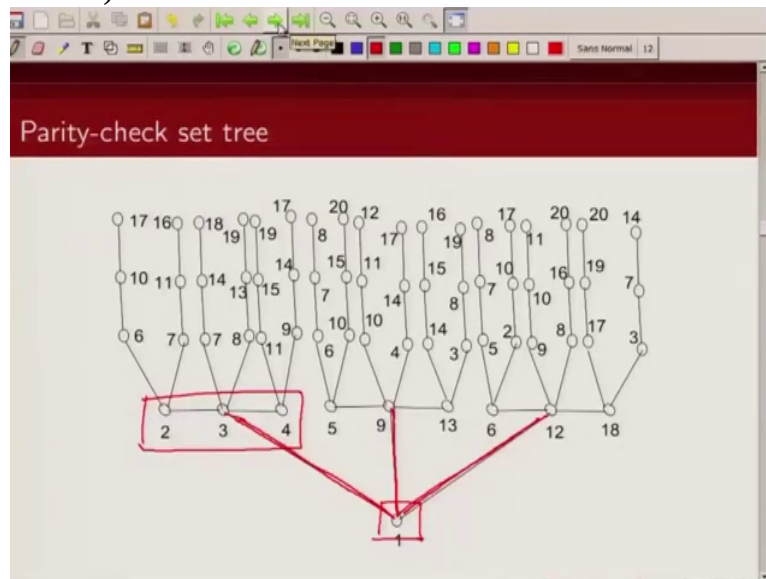 Next Page
T Sans Normal 12
Parity-check set tree
17 16 18 19 19 17 8 20 12 17 16 19 8 17 11 20 20 14
10 11 14 13 15 14 7 15 11 14 15 8 7 10 10 16 19 7
6 7 7 8 11 9 6 10 10 4 14 3 5 2 9 8 17 3
2 3 4 5 9 13 6 12 18
1